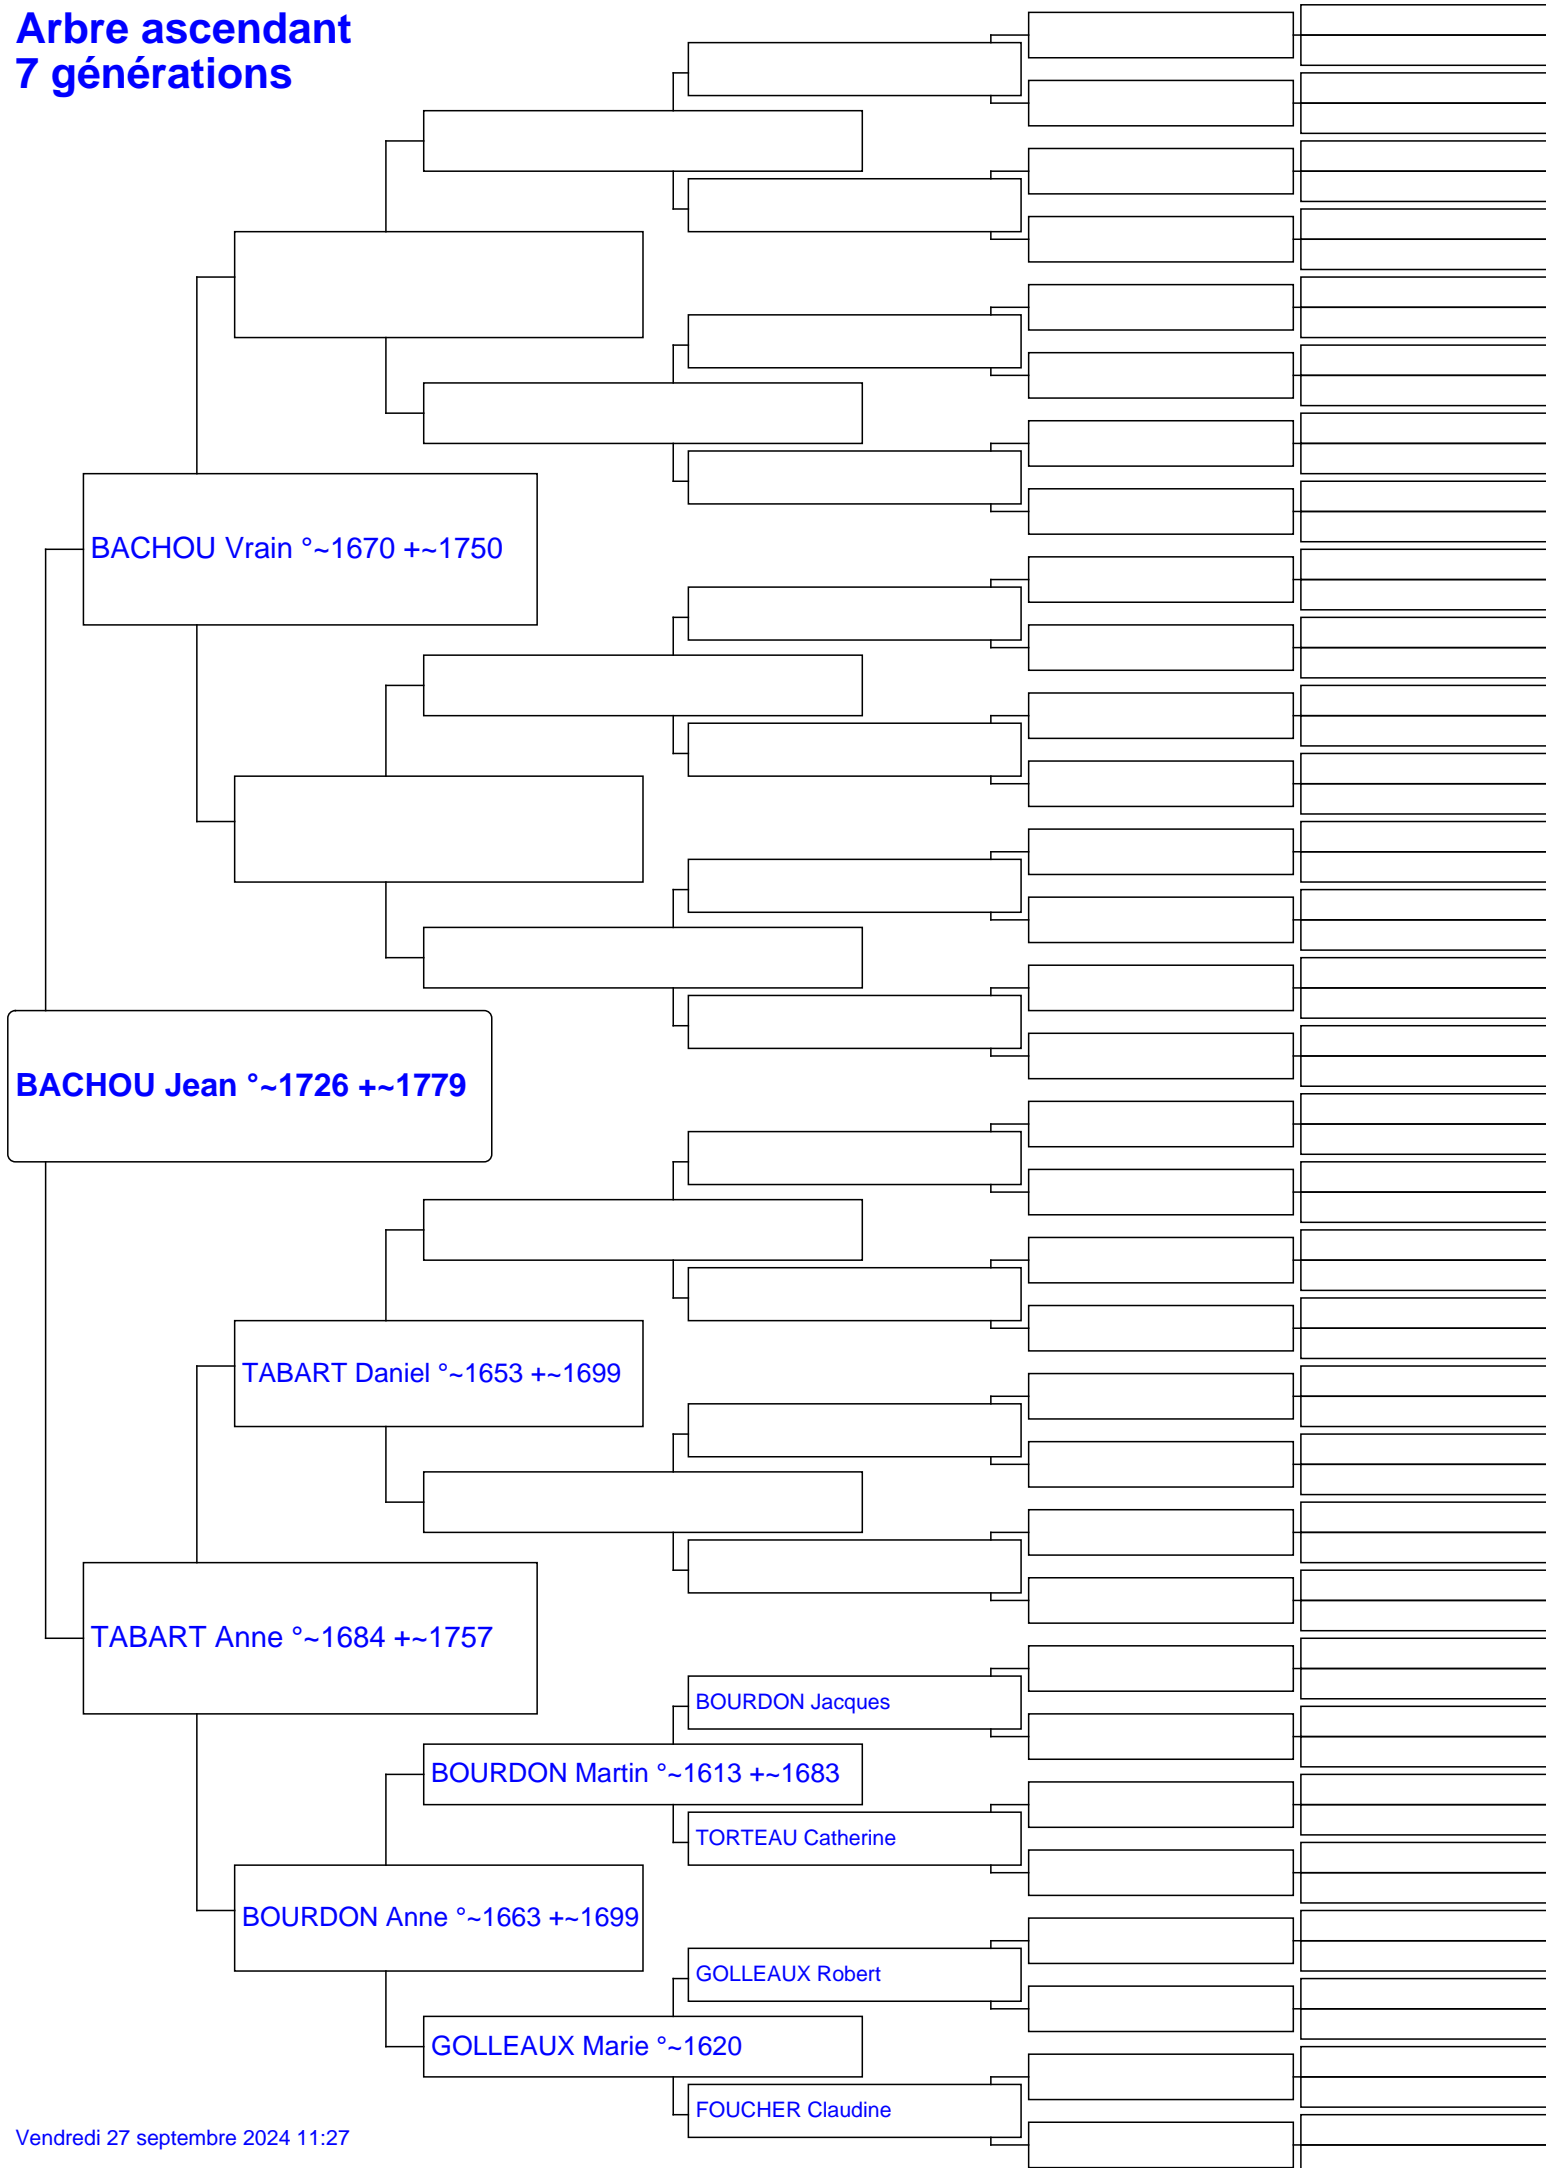 Arbre ascendant
7 générations
BACHOU Vrain °~1670 +~1750
BACHOU Jean °~1726 +~1779
TABART Daniel °~1653 +~1699
TABART Anne °~1684 +~1757
BOURDON Jacques
BOURDON Martin °~1613 +~1683
TORTEAU Catherine
BOURDON Anne °~1663 +~1699
GOLLEAUX Robert
GOLLEAUX Marie °~1620
FOUCHER Claudine
Vendredi 27 septembre 2024 11:27